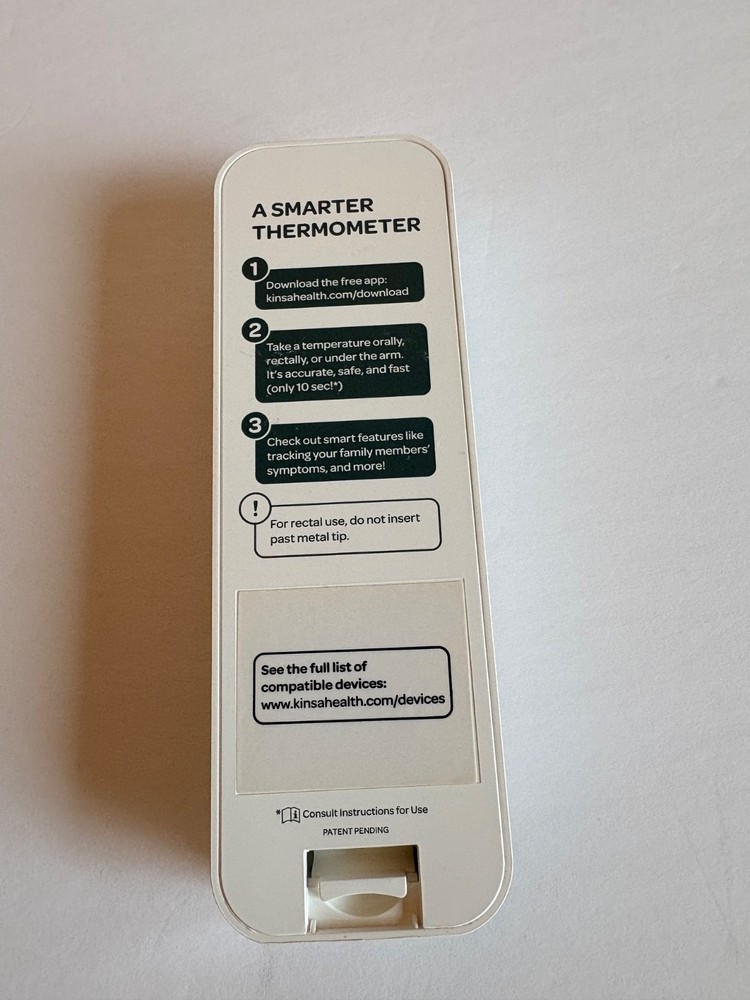 A SMARTER
THERMOMETER
1
Download the free app:
kinsahealth.com/download
2
Take a temperature orally,
rectally, or under the arm.
It's accurate, safe, and fast
(only 10 sec!*)
3
Check out smart features like
tracking your family members'
symptoms, and more!
!
For rectal use, do not insert
past metal tip.
See the full list of
compatible devices:
www.kinsahealth.com/devices
* i Consult Instructions for Use
PATENT PENDING